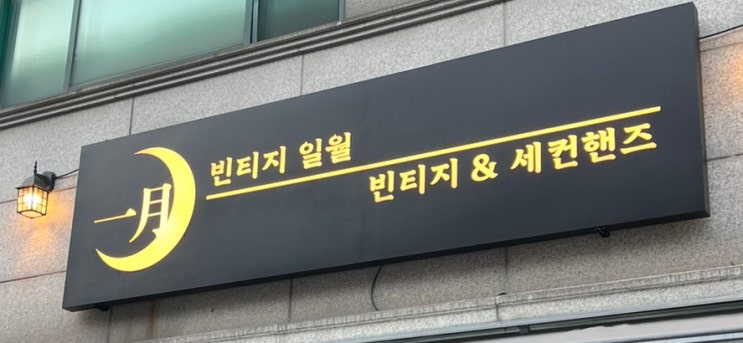 一月
빈티지 일월
빈티지 & 세컨핸즈